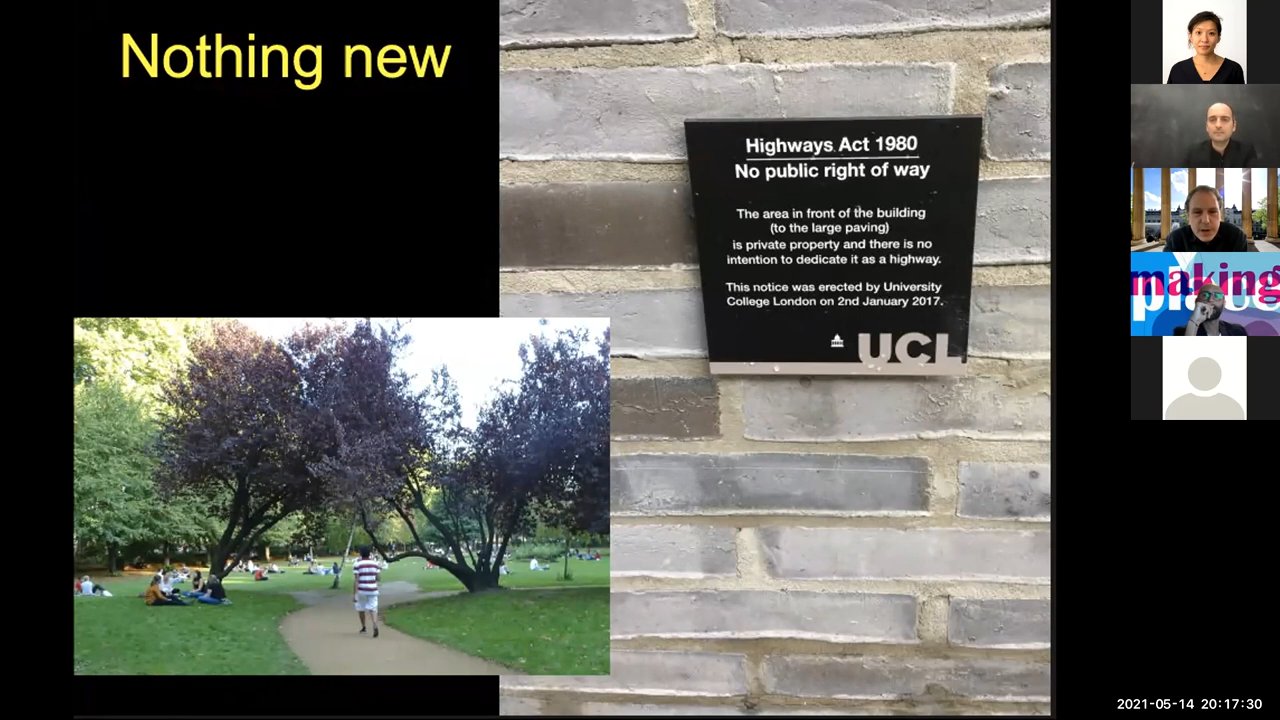 Nothing new
Highways Act 1980
No public right of way
The area in front of the building
(to the large paving)
is private property and there is no
intention to dedicate it as a highway.
This notice was erected by University
College London on 2nd January 2017.
UCL
making
place
2021-05-14 20:17:30